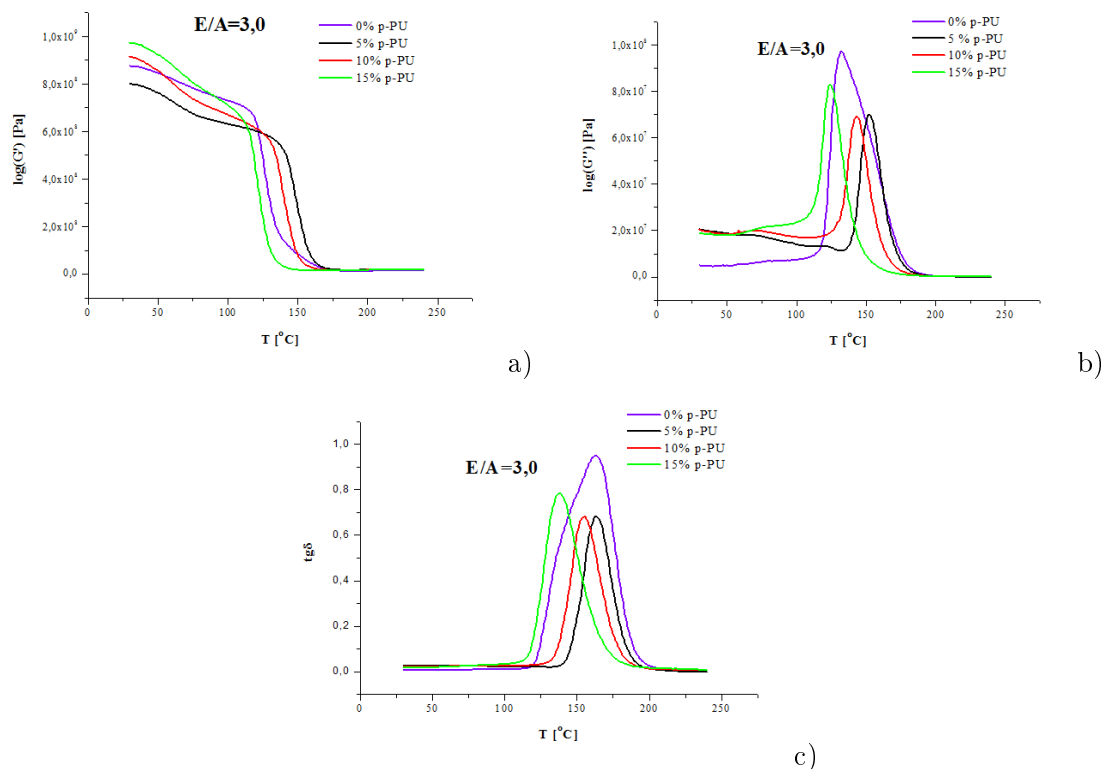 E/A=3,0
0% p-PU
5% p-PU
10% p-PU
15% p-PU
log(G') [Pa]
1,0x10⁹
8,0x10⁸
6,0x10⁸
4,0x10⁸
2,0x10⁸
0,0
0 50 100 150 200 250
T [°C]
a)
E/A=3,0
0% p-PU
5 % p-PU
10% p-PU
15% p-PU
log(G'') [Pa]
1,0x10⁸
8,0x10⁷
6,0x10⁷
4,0x10⁷
2,0x10⁷
0,0
0 50 100 150 200 250
T [°C]
b)
E/A=3,0
0% p-PU
5% p-PU
10% p-PU
15% p-PU
tgδ
1,0
0,8
0,6
0,4
0,2
0,0
0 50 100 150 200 250
T [°C]
c)